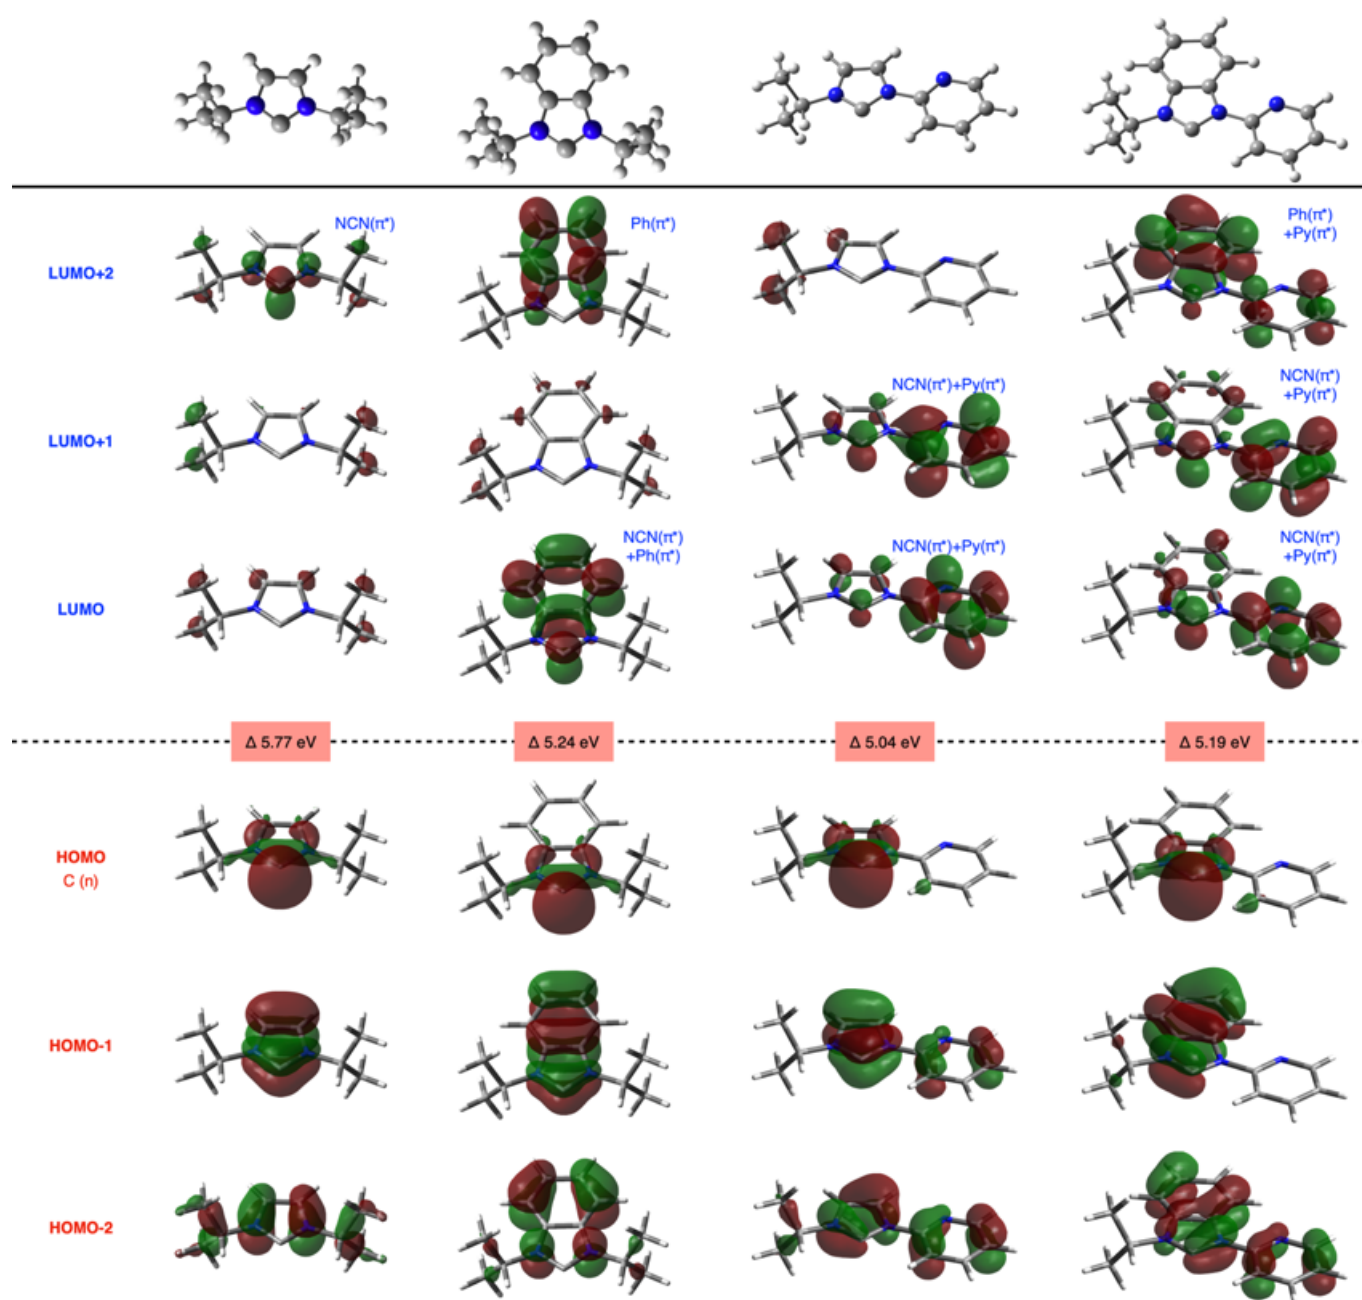 LUMO+2
NCN(π*)
Ph(π*)
Ph(π*)
+Py(π*)
LUMO+1
NCN(π*)+Py(π*)
NCN(π*)
+Py(π*)
LUMO
NCN(π*)
+Ph(π*)
NCN(π*)+Py(π*)
NCN(π*)
+Py(π*)
Δ 5.77 eV
Δ 5.24 eV
Δ 5.04 eV
Δ 5.19 eV
HOMO
C (n)
HOMO-1
HOMO-2